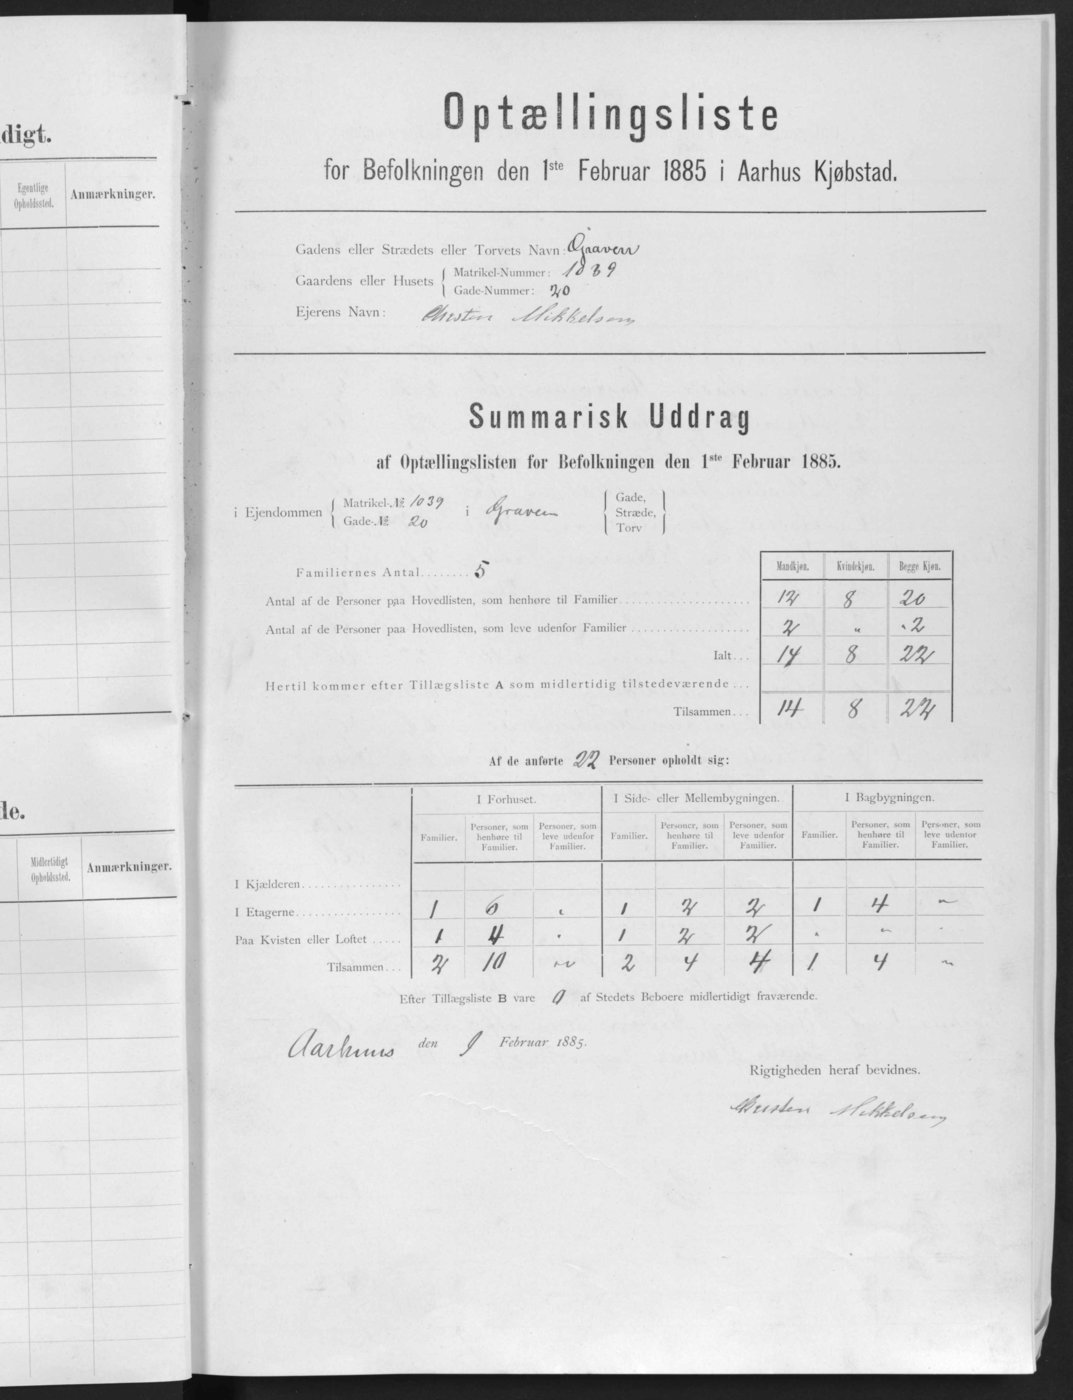 digt.
Egentlige Opholdssted.
Anmærkninger.
de.
Midlertidigt Opholdssted.
Anmærkninger.
Optællingsliste
for Befolkningen den 1ste Februar 1885 i Aarhus Kjøbstad.
Gadens eller Strædets eller Torvets Navn: Graven
Gaardens eller Husets { Matrikel-Nummer: 1039
Gade-Nummer: 20
Ejerens Navn: Chresten Mikkelsen
Summarisk Uddrag
af Optællingslisten for Befolkningen den 1ste Februar 1885.
i Ejendommen { Matrikel-№ 1039
Gade-№ 20
i Graven
{ Gade, }
Stræde,
Torv
Familiernes Antal........ 5
Mandkjøn. Kvindekjøn. Begge Kjøn.
Antal af de Personer paa Hovedlisten, som henhøre til Familier 12 8 20
Antal af de Personer paa Hovedlisten, som leve udenfor Familier 2 „ 2
Ialt... 14 8 22
Hertil kommer efter Tillægsliste A som midlertidig tilstedeværende...
Tilsammen... 14 8 22
Af de anførte 22 Personer opholdt sig:
I Forhuset. I Side- eller Mellembygningen. I Bagbygningen.
Familier. Personer, som henhøre til Familier. Personer, som leve udenfor Familier. Familier. Personer, som henhøre til Familier. Personer, som leve udenfor Familier. Familier. Personer, som henhøre til Familier. Personer, som leve udenfor Familier.
I Kjælderen
I Etagerne 1 6 „ 1 2 2 1 4 „
Paa Kvisten eller Loftet 1 4 „ 1 2 2 „ „ „
Tilsammen... 2 10 „ 2 4 4 1 4 „
Efter Tillægsliste B vare 0 af Stedets Beboere midlertidigt fraværende.
Aarhuus den 1 Februar 1885.
Rigtigheden heraf bevidnes.
Chresten Mikkelsen